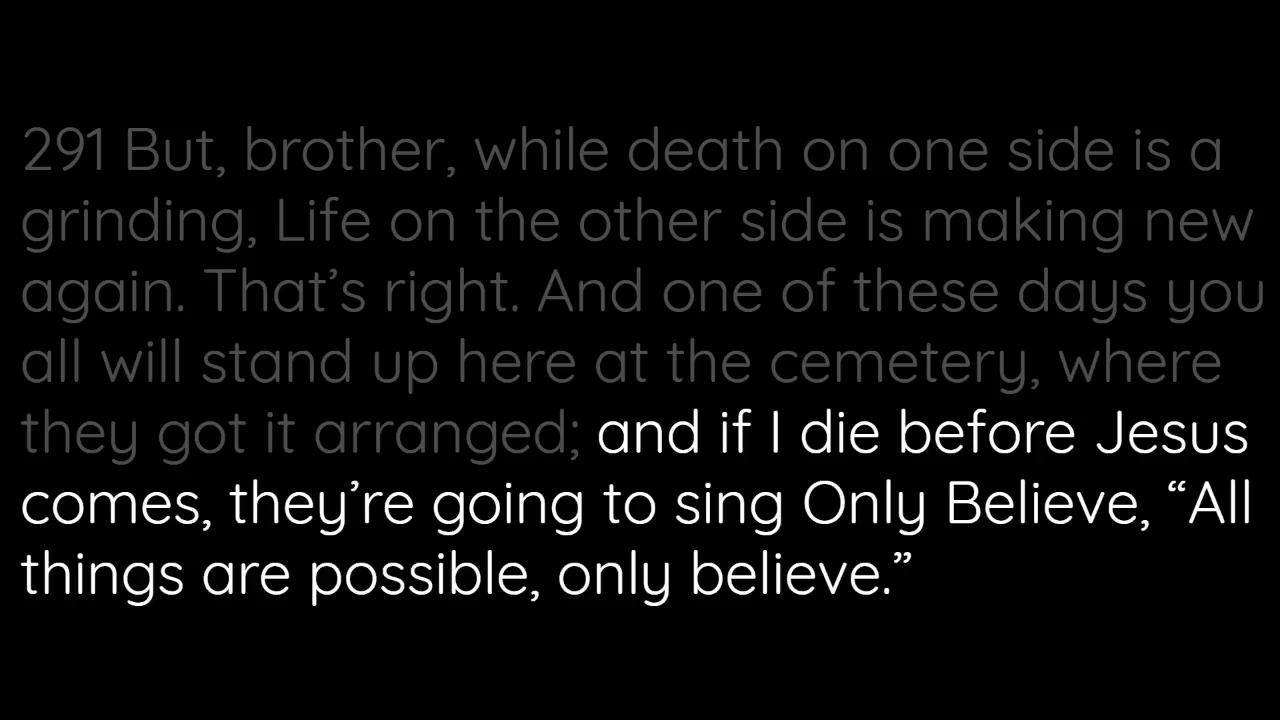 291 But, brother, while death on one side is a
grinding, Life on the other side is making new
again. That’s right. And one of these days you
all will stand up here at the cemetery, where
they got it arranged; and if I die before Jesus
comes, they’re going to sing Only Believe, “All
things are possible, only believe.”